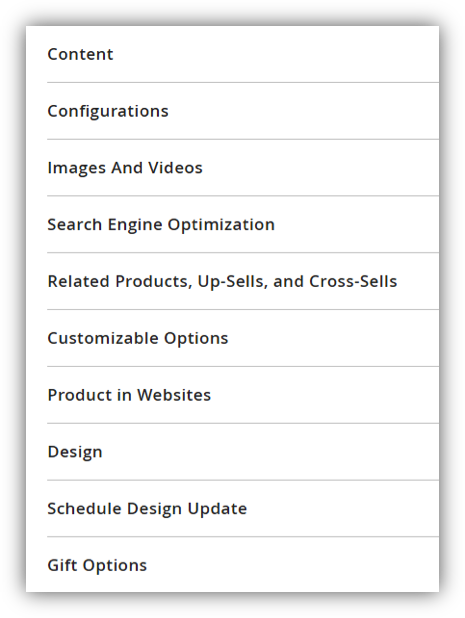 Content
Configurations
Images And Videos
Search Engine Optimization
Related Products, Up-Sells, and Cross-Sells
Customizable Options
Product in Websites
Design
Schedule Design Update
Gift Options